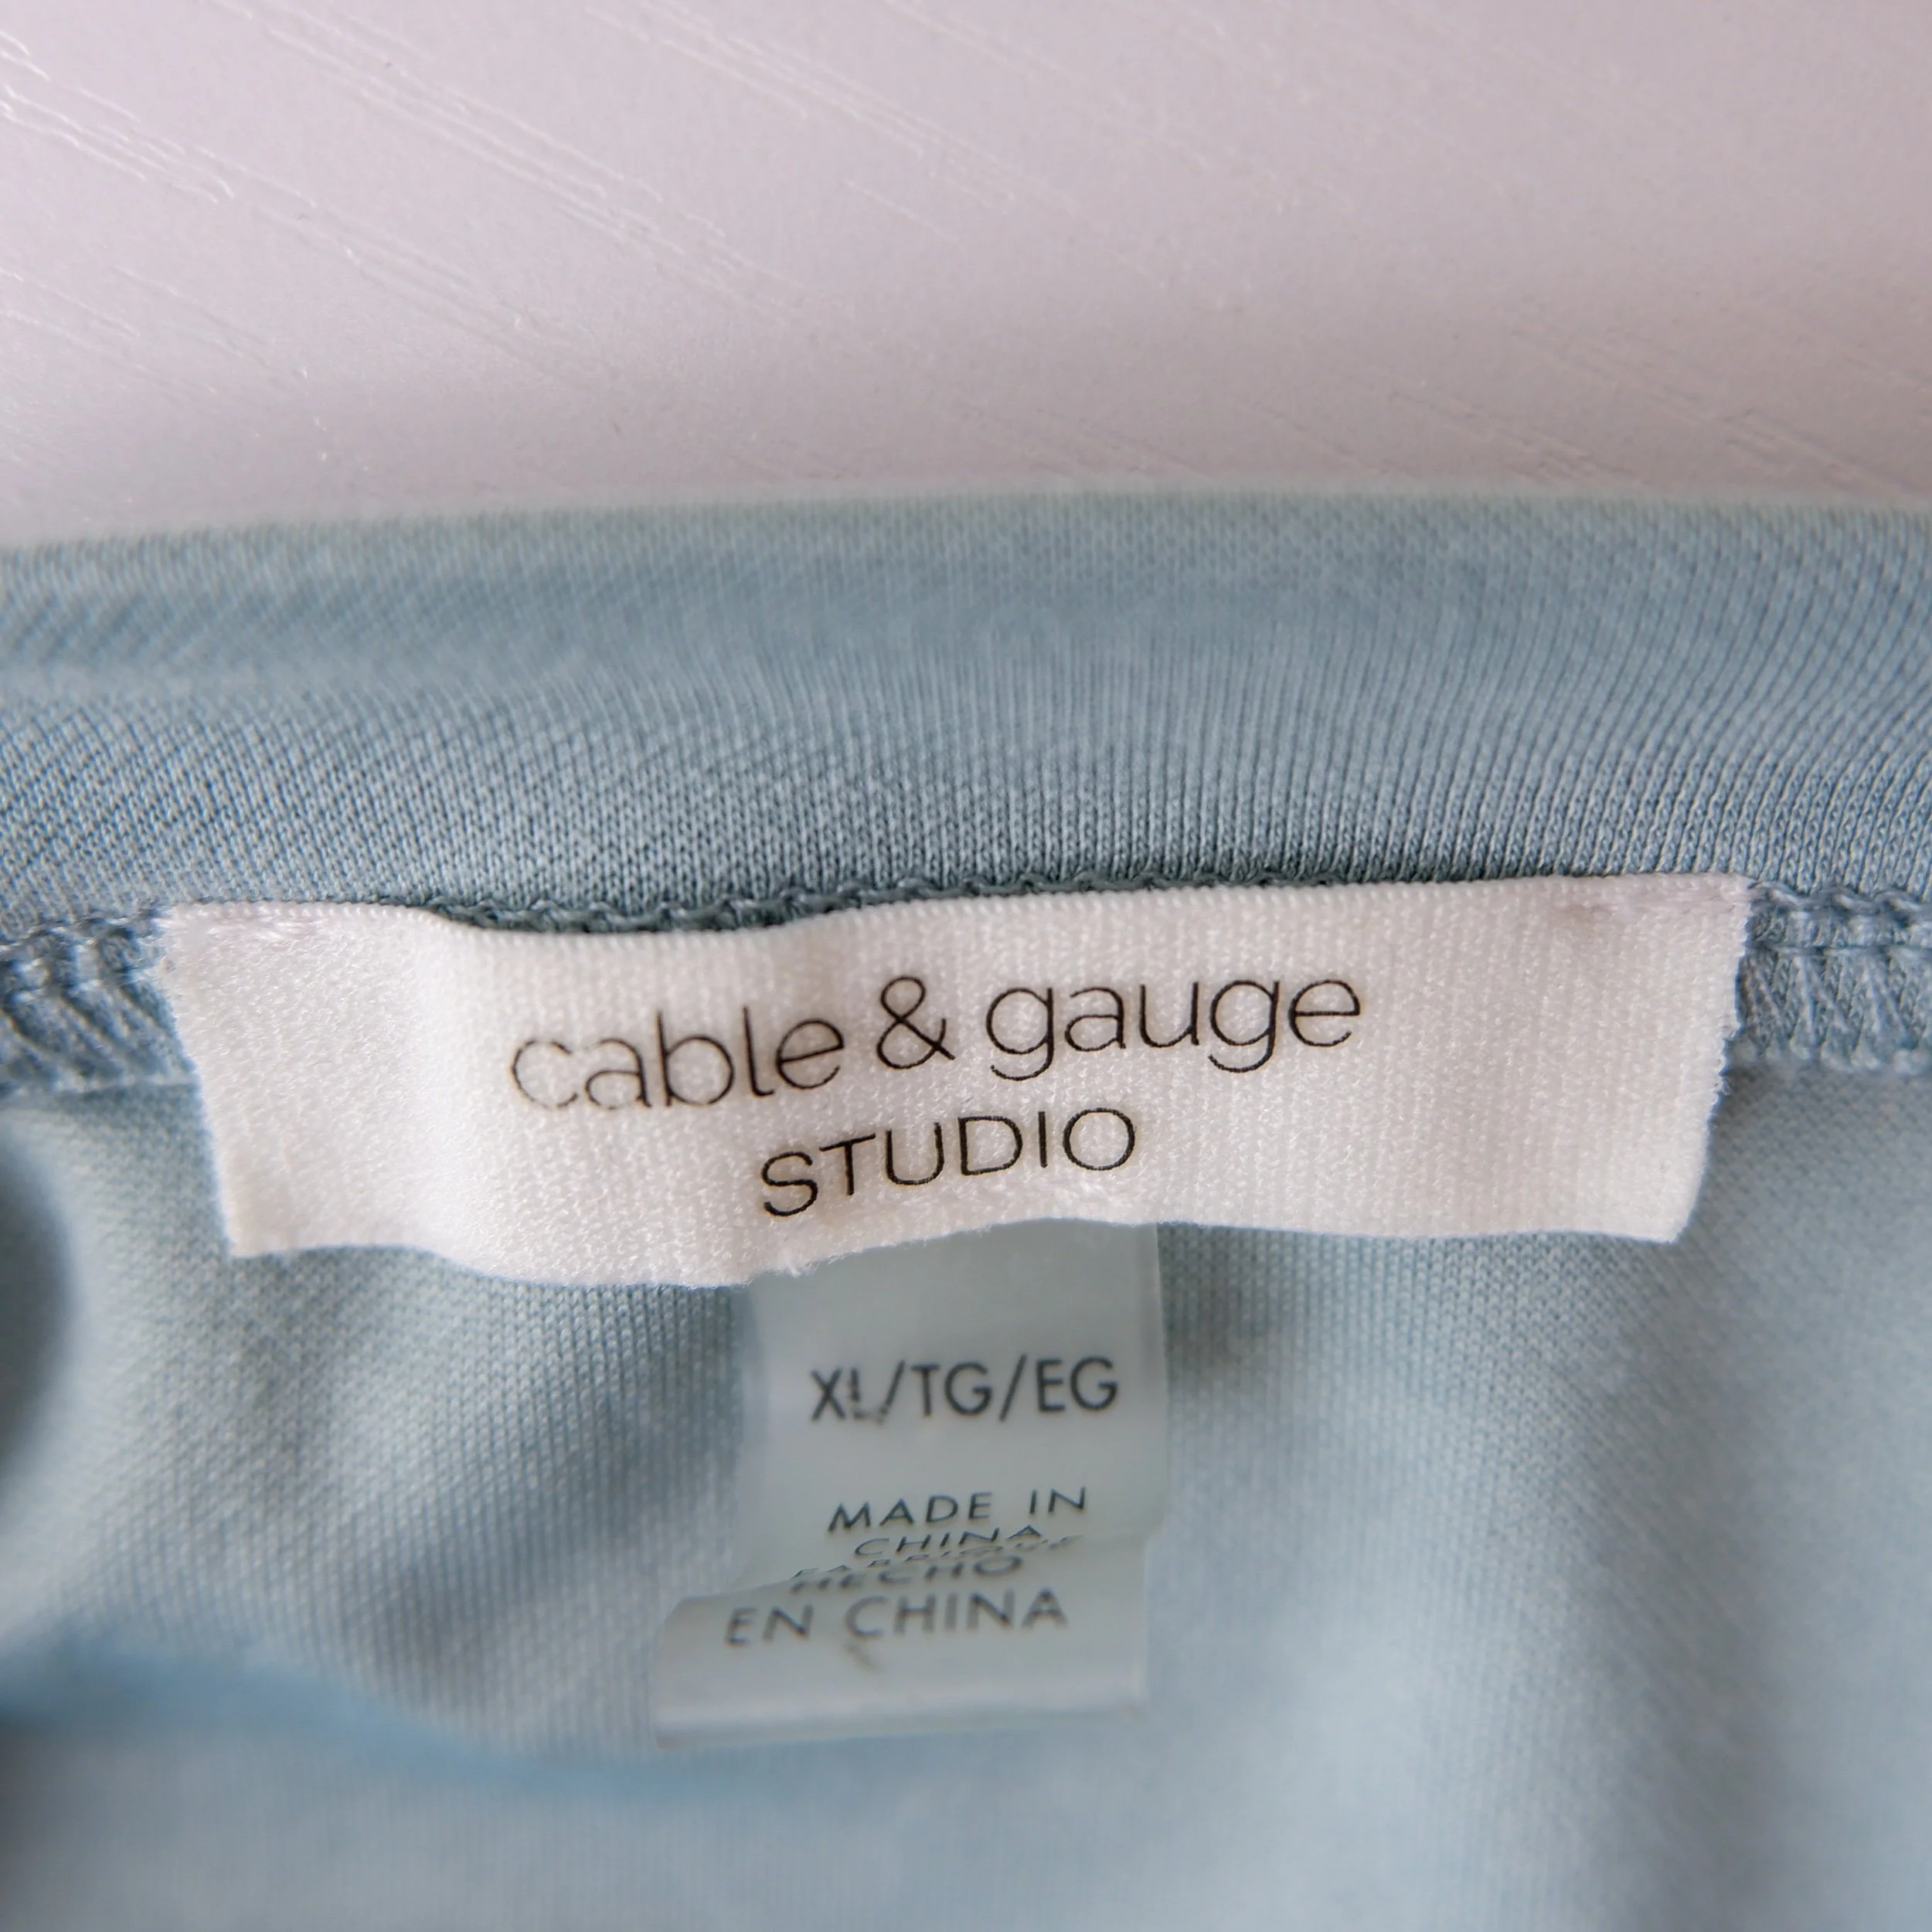 cable & gauge
STUDIO
XL/TG/EG
MADE IN
CHINA
HECHO
EN CHINA